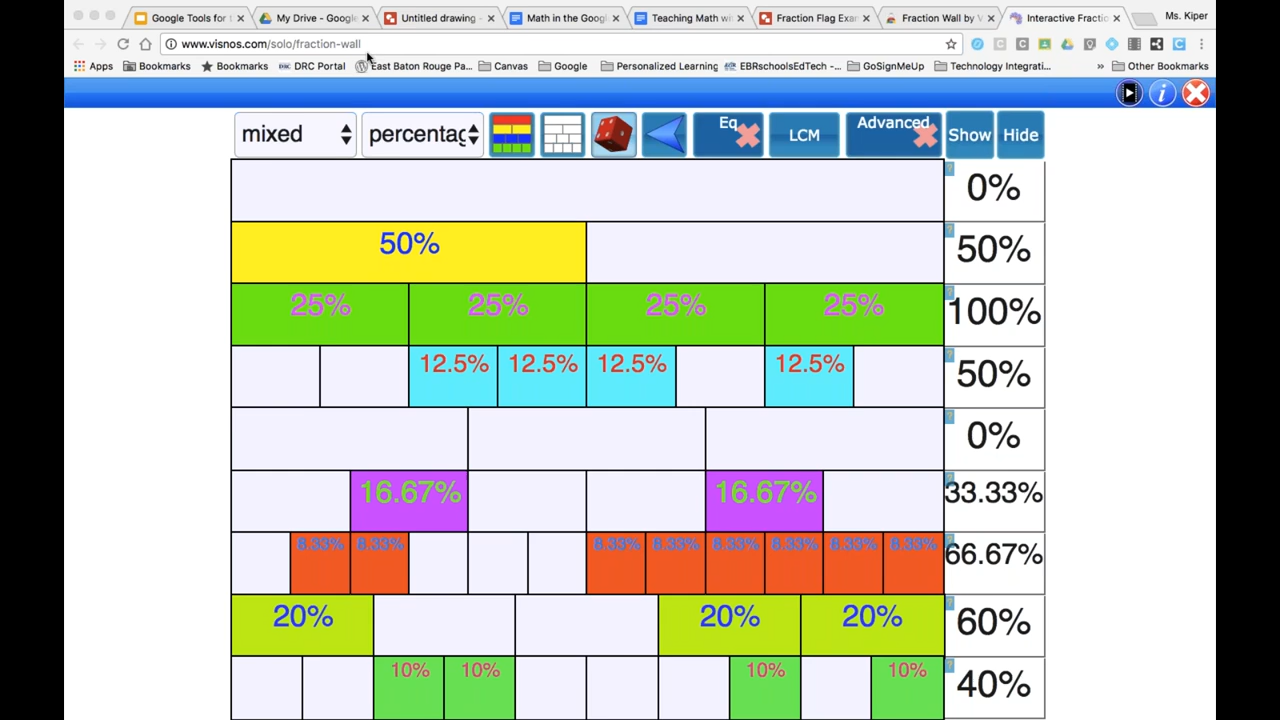 Google Tools for t
My Drive - Google
Untitled drawing -
Math in the Googl
Teaching Math wi
Fraction Flag Exa
Fraction Wall by V
Interactive Fractio
Ms. Kiper
www.visnos.com/solo/fraction-wall
Apps Bookmarks Bookmarks DRC Portal East Baton Rouge Pa... Canvas Google Personalized Learning EBRschoolsEdTech -... GoSignMeUp Technology Integrati... » Other Bookmarks
mixed percentag Eq LCM Advanced Show Hide
0%
50% 50%
25% 25% 25% 25% 100%
12.5% 12.5% 12.5% 12.5% 50%
0%
16.67% 16.67% 33.33%
8.33% 8.33% 8.33% 8.33% 8.33% 8.33% 8.33% 8.33% 66.67%
20% 20% 20% 60%
10% 10% 10% 10% 40%